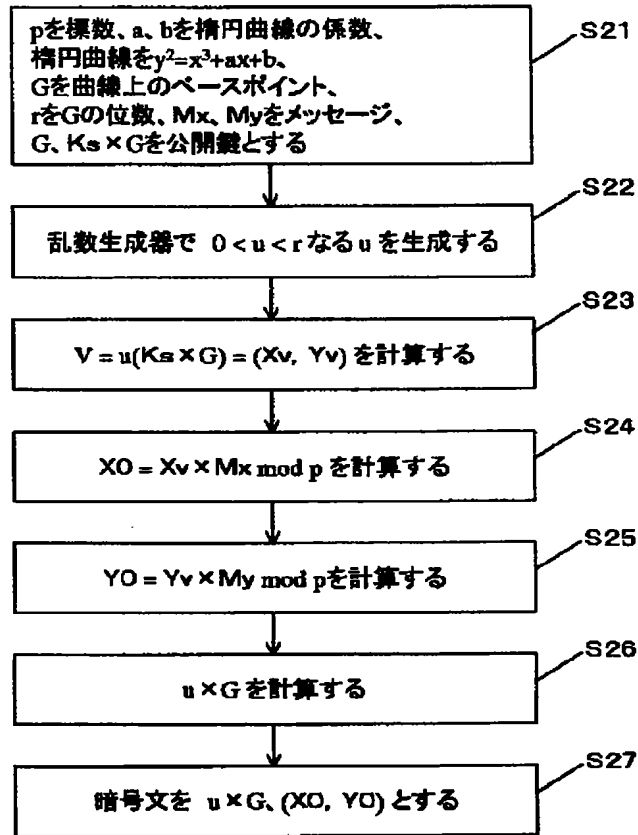 pを標数、a、bを楕円曲線の係数、
楕円曲線をy²=x³+ax+b、
Gを曲線上のベースポイント、
rをGの位数、Mx、Myをメッセージ、
G、Ks×Gを公開鍵とする
S21
乱数生成器で 0<u<rなるuを生成する
S22
V=u(Ks×G)=(Xv, Yv)を計算する
S23
X0=Xv×Mx mod pを計算する
S24
Y0=Yv×My mod pを計算する
S25
u×Gを計算する
S26
暗号文を u×G、(X0, Y0)とする
S27